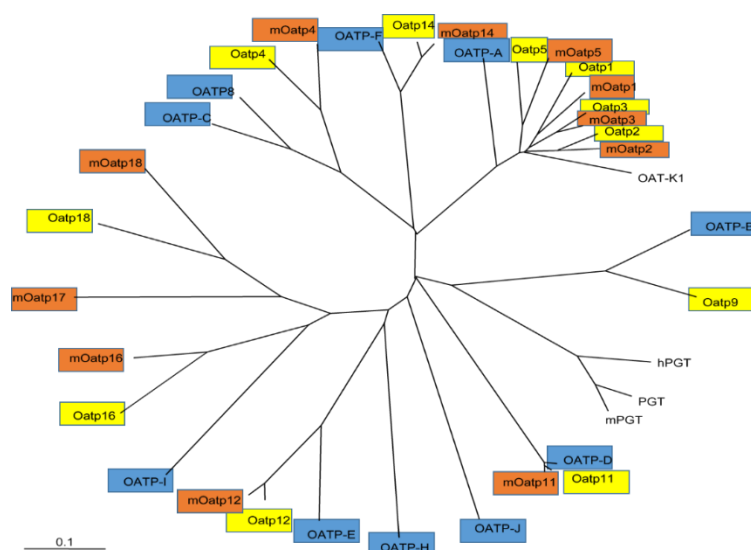 mOatp4
OATP-F
Oatp14
mOatp14
Oatp4
OATP-A
Oatp5
mOatp5
Oatp1
OATP8
mOatp1
OATP-C
Oatp3
mOatp3
Oatp2
mOatp2
mOatp18
OAT-K1
Oatp18
OATP-B
mOatp17
Oatp9
mOatp16
hPGT
Oatp16
PGT
mPGT
OATP-I
OATP-D
mOatp11
Oatp11
mOatp12
Oatp12
OATP-E
OATP-J
OATP-H
0.1